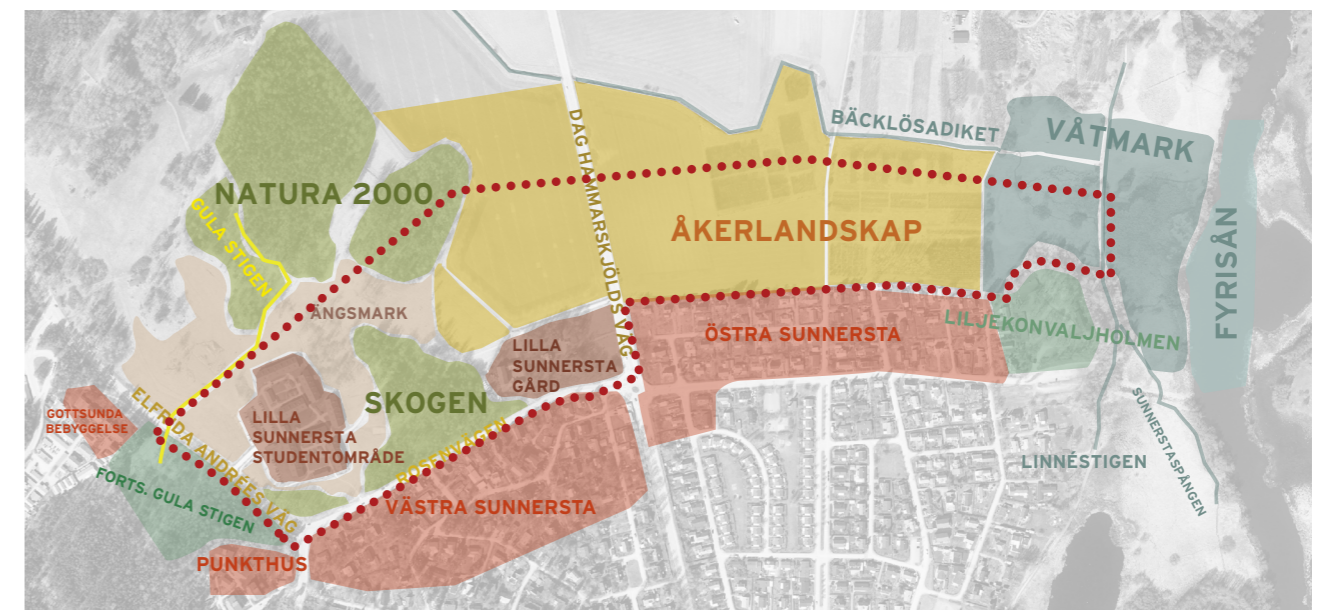 BÄCKLÖSADIKET
VÅTMARK
DAG HAMMARSKJÖLDS VÄG
NATURA 2000
GULA STIGEN
ÅKERLANDSKAP
FYRISÅN
ÄNGSMARK
LILJEKONVALJHOLMEN
ÖSTRA SUNNERSTA
LILLA
SUNNERSTA
GÅRD
SKOGEN
GOTTSUNDA
BEBYGGELSE
ELFRIDA ANDRÉES VÄG
LILLA
SUNNERSTA
STUDENTOMRÅDE
ROSENVÄGEN
SUNNERSTASPÅNGEN
LINNÉSTIGEN
FORTS. GULA STIGEN
VÄSTRA SUNNERSTA
PUNKTHUS